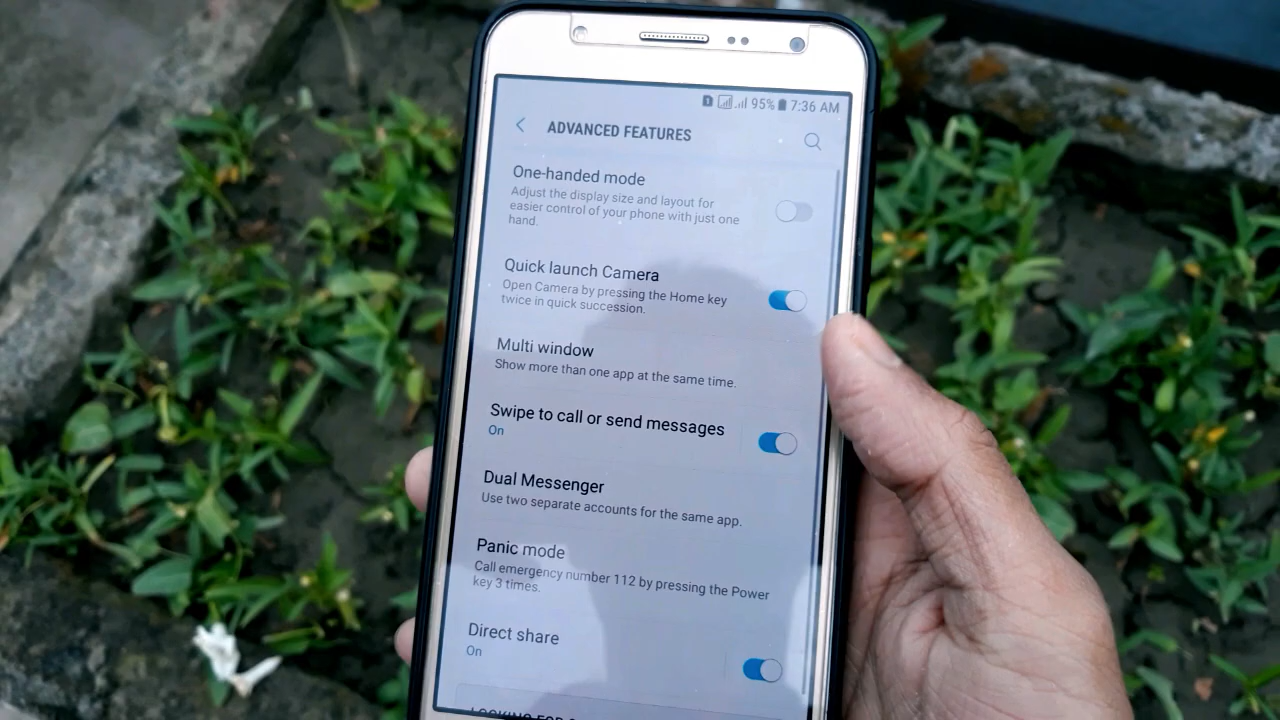 95% 7:36 AM
ADVANCED FEATURES
One-handed mode
Adjust the display size and layout for
easier control of your phone with just one
hand.
Quick launch Camera
Open Camera by pressing the Home key
twice in quick succession.
Multi window
Show more than one app at the same time.
Swipe to call or send messages
On
Dual Messenger
Use two separate accounts for the same app.
Panic mode
Call emergency number 112 by pressing the Power
key 3 times.
Direct share
On
LOOKING FOR